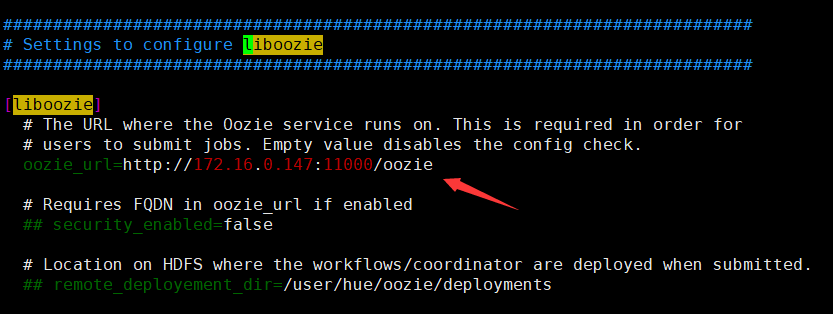 ###########################################################################
# Settings to configure liboozie
###########################################################################
[liboozie]
# The URL where the Oozie service runs on. This is required in order for
# users to submit jobs. Empty value disables the config check.
oozie_url=http://172.16.0.147:11000/oozie
# Requires FQDN in oozie_url if enabled
## security_enabled=false
# Location on HDFS where the workflows/coordinator are deployed when submitted.
## remote_deployement_dir=/user/hue/oozie/deployments